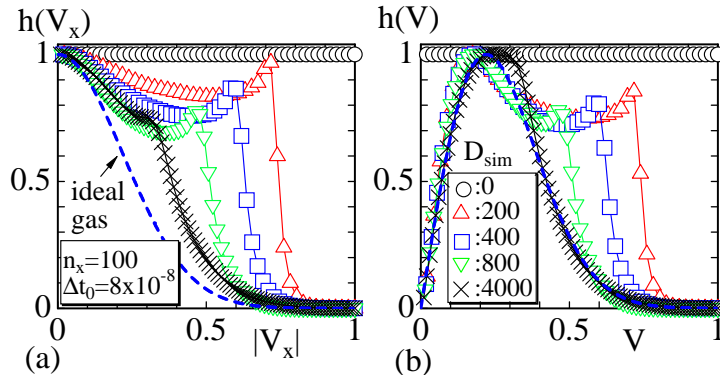 h(V_x)
1
0.5
0
0
0.5
1
|V_x|
(a)
ideal
gas
n_x=100
Δt_0=8x10^-8
h(V)
1
0.5
0
0
0.5
1
V
(b)
D_sim
:0
:200
:400
:800
:4000